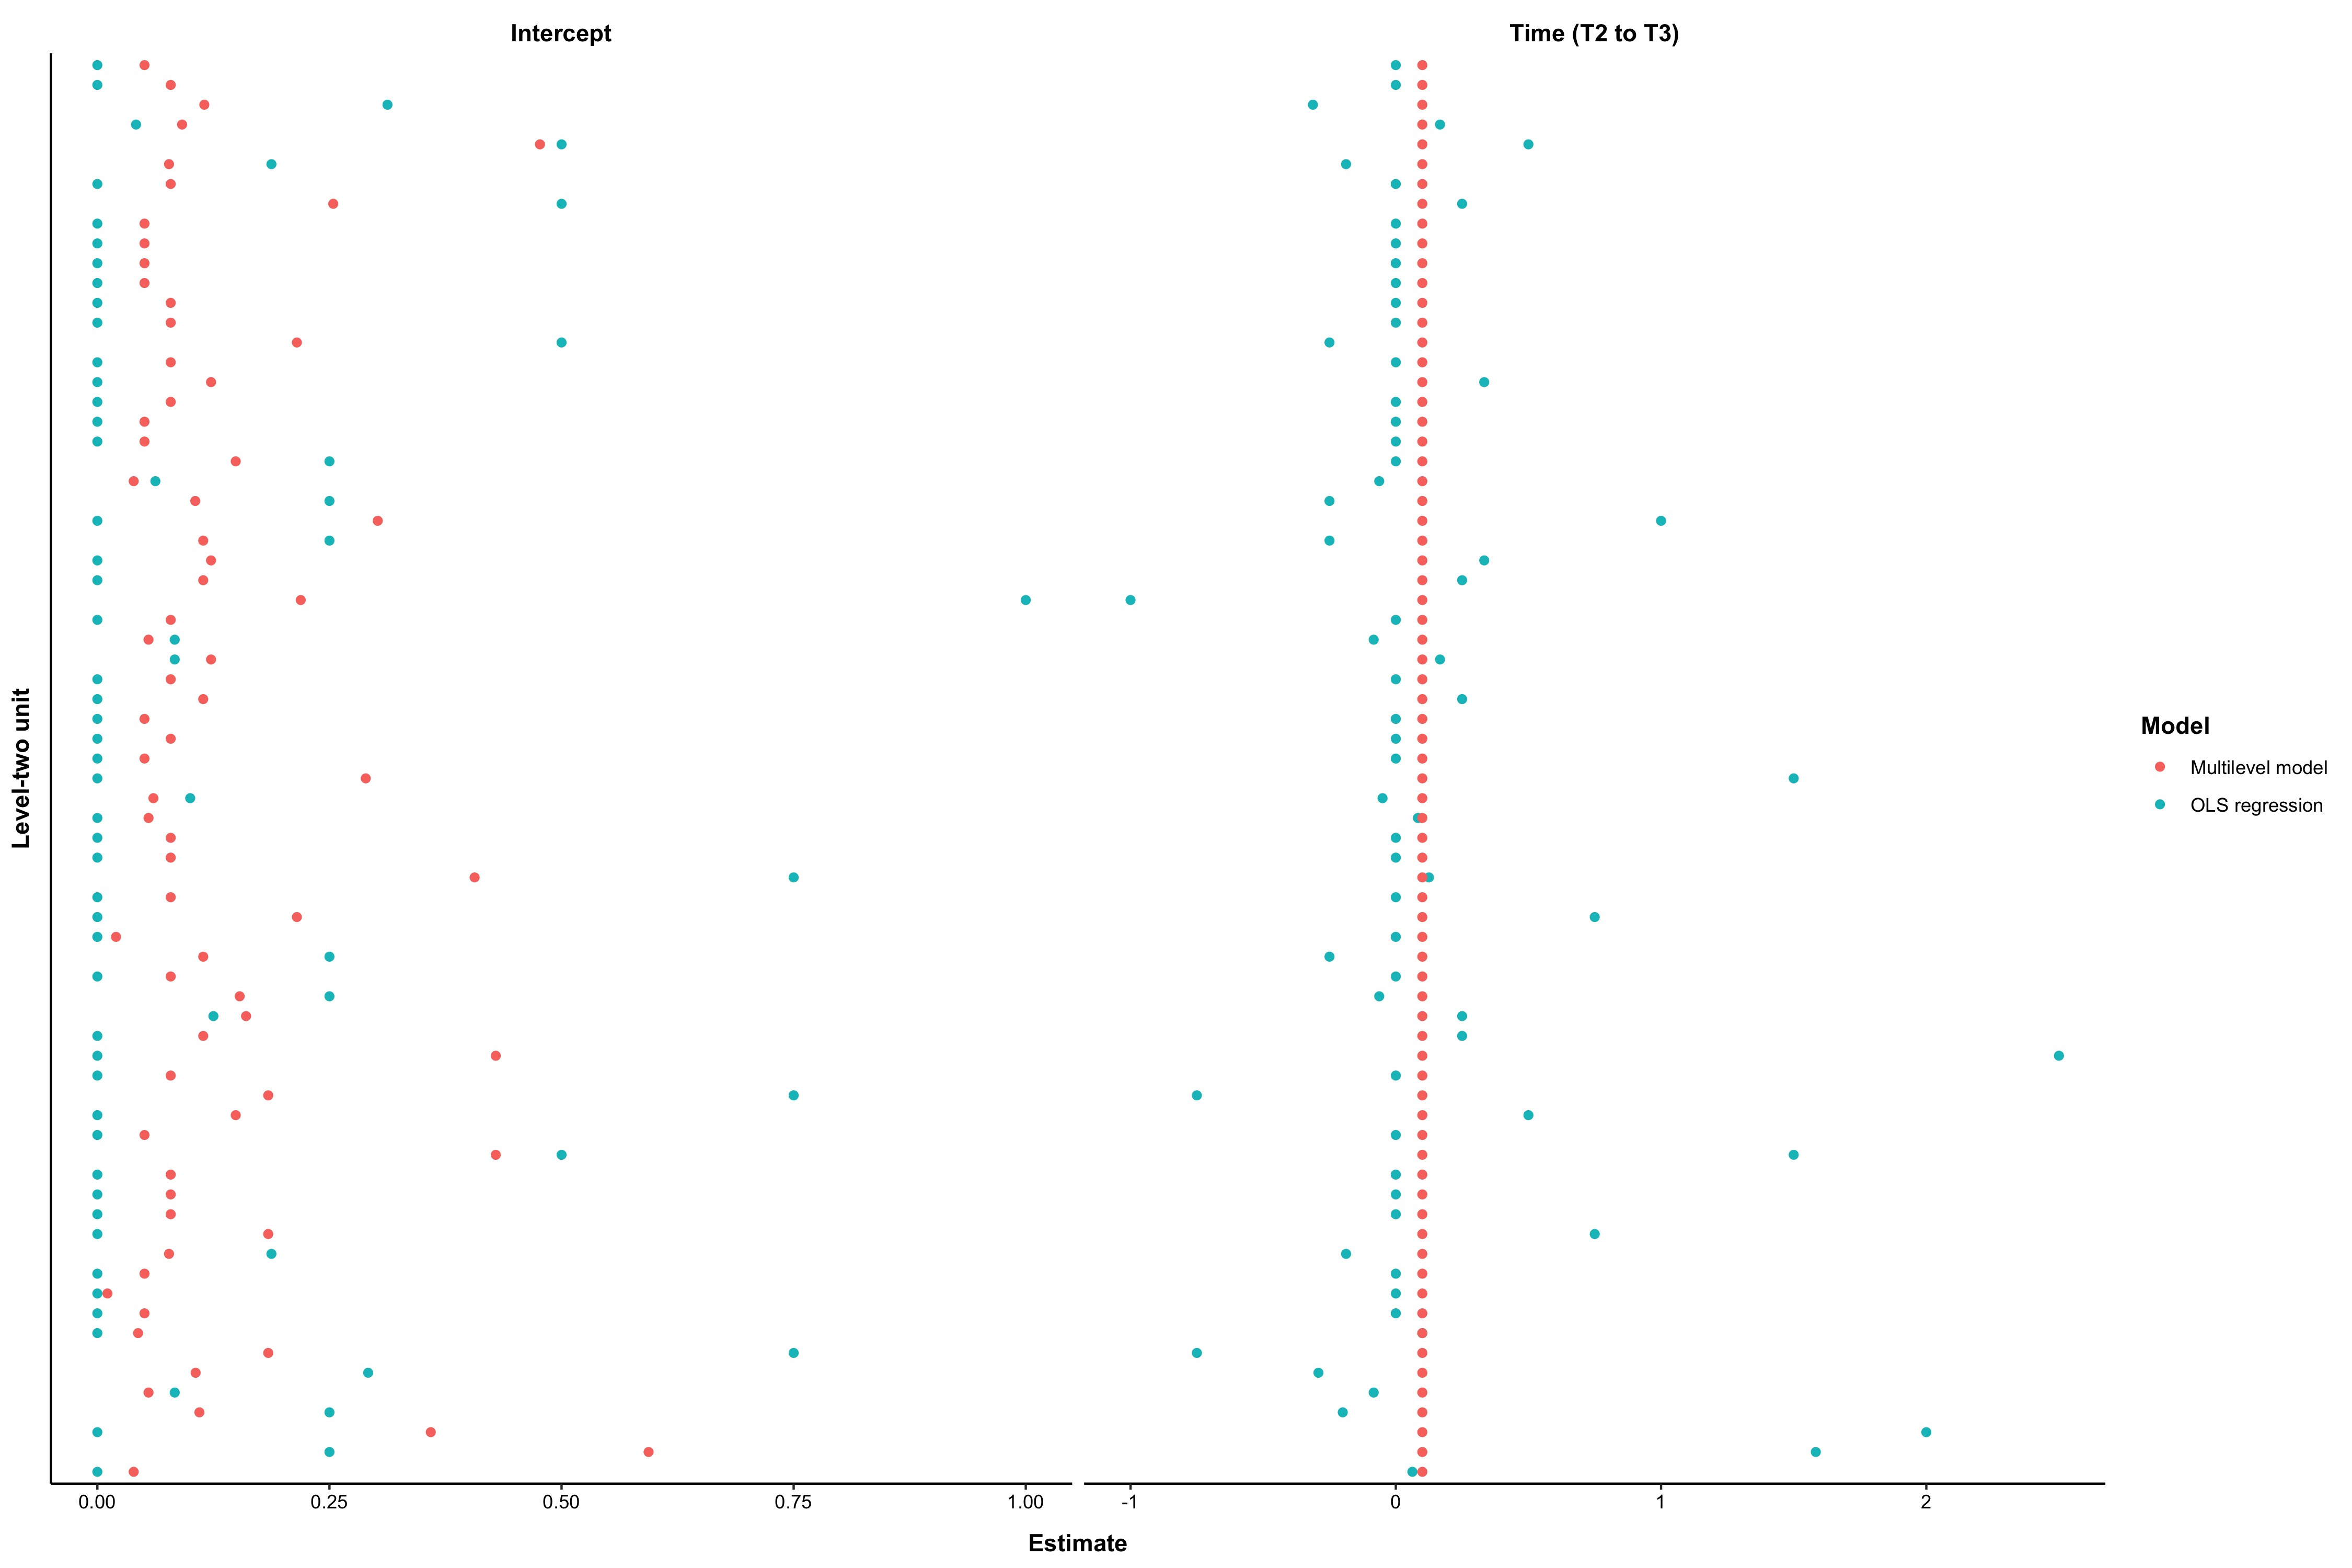 Intercept
Time (T2 to T3)
Level-two unit
Model
Multilevel model
OLS regression
0.00 0.25 0.50 0.75 1.00 -1 0 1 2
Estimate